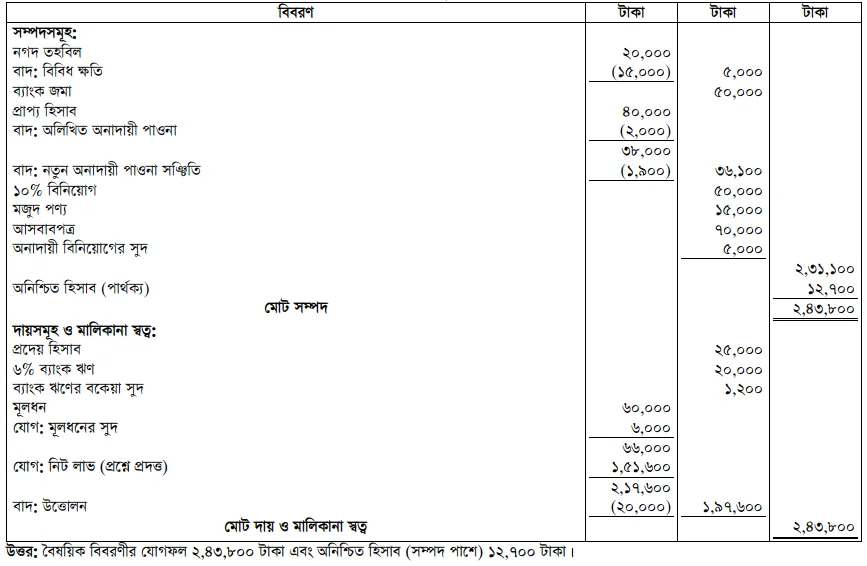 বিবরণ টাকা টাকা টাকা
সম্পদসমূহ:
নগদ তহবিল ২০,০০০
বাদ: বিবিধ ক্ষতি (১৫,০০০) ৫,০০০
ব্যাংক জমা ৫০,০০০
প্রাপ্য হিসাব ৪০,০০০
বাদ: অলিখিত অনাদায়ী পাওনা (২,০০০)
৩৮,০০০
বাদ: নতুন অনাদায়ী পাওনা সঞ্চিতি (১,৯০০) ৩৬,১০০
১০% বিনিয়োগ ৫০,০০০
মজুদ পণ্য ১৫,০০০
আসবাবপত্র ৭০,০০০
অনাদায়ী বিনিয়োগের সুদ ৫,০০০
২,৩১,১০০
অনিশ্চিত হিসাব (পার্থক্য) ১২,৭০০
মোট সম্পদ ২,৪৩,৮০০
দায়সমূহ ও মালিকানা স্বত্ব:
প্রদেয় হিসাব ২৫,০০০
৬% ব্যাংক ঋণ ২০,০০০
ব্যাংক ঋণের বকেয়া সুদ ১,২০০
মূলধন ৬০,০০০
যোগ: মূলধনের সুদ ৬,০০০
৬৬,০০০
যোগ: নিট লাভ (প্রশ্নে প্রদত্ত) ১,৫১,৬০০
২,১৭,৬০০
বাদ: উত্তোলন (২০,০০০) ১,৯৭,৬০০
মোট দায় ও মালিকানা স্বত্ব ২,৪৩,৮০০
উত্তর: বৈষয়িক বিবরণীর যোগফল ২,৪৩,৮০০ টাকা এবং অনিশ্চিত হিসাব (সম্পদ পাশে) ১২,৭০০ টাকা।